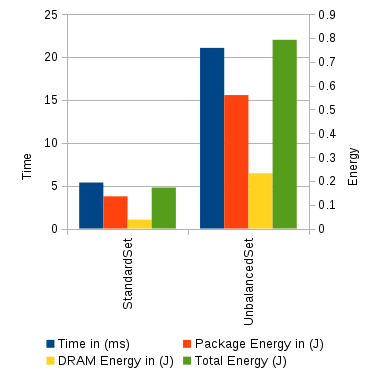 25
20
15
10
5
0
Time
0.9
0.8
0.7
0.6
0.5
0.4
0.3
0.2
0.1
0
Energy
StandardSet
UnbalancedSet
Time in (ms)
Package Energy in (J)
DRAM Energy in (J)
Total Energy (J)